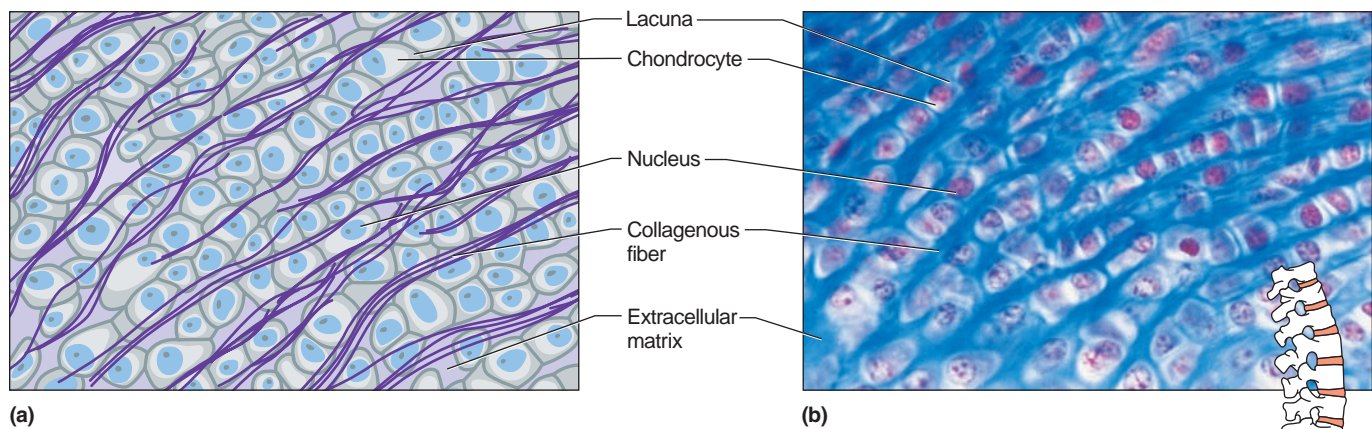 Lacuna
Chondrocyte
Nucleus
Collagenous
fiber
Extracellular
matrix
(a)
(b)